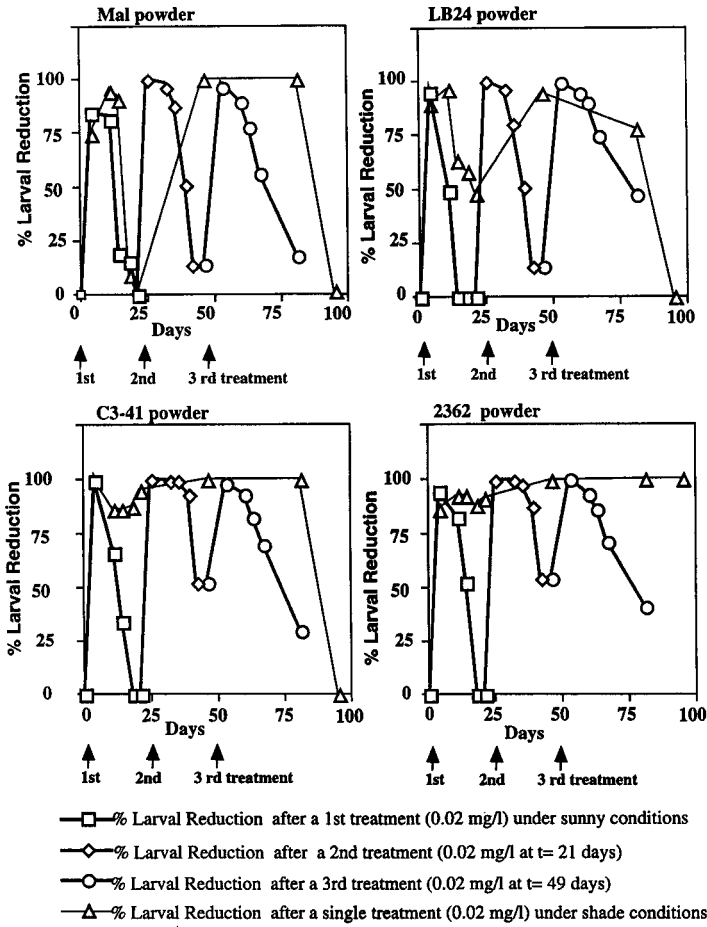 Mal powder
LB24 powder
% Larval Reduction
100
75
50
25
0
0 25 50 75 100
Days
1st 2nd 3 rd treatment
% Larval Reduction
100
75
50
25
0
0 25 50 75 100
Days
1st 2nd 3 rd treatment
C3-41 powder
2362 powder
% Larval Reduction
100
75
50
25
0
0 25 50 75 100
Days
1st 2nd 3 rd treatment
% Larval Reduction
100
75
50
25
0
0 25 50 75 100
Days
1st 2nd 3 rd treatment
% Larval Reduction after a 1st treatment (0.02 mg/l) under sunny conditions
% Larval Reduction after a 2nd treatment (0.02 mg/l at t= 21 days)
% Larval Reduction after a 3rd treatment (0.02 mg/l at t= 49 days)
% Larval Reduction after a single treatment (0.02 mg/l) under shade conditions